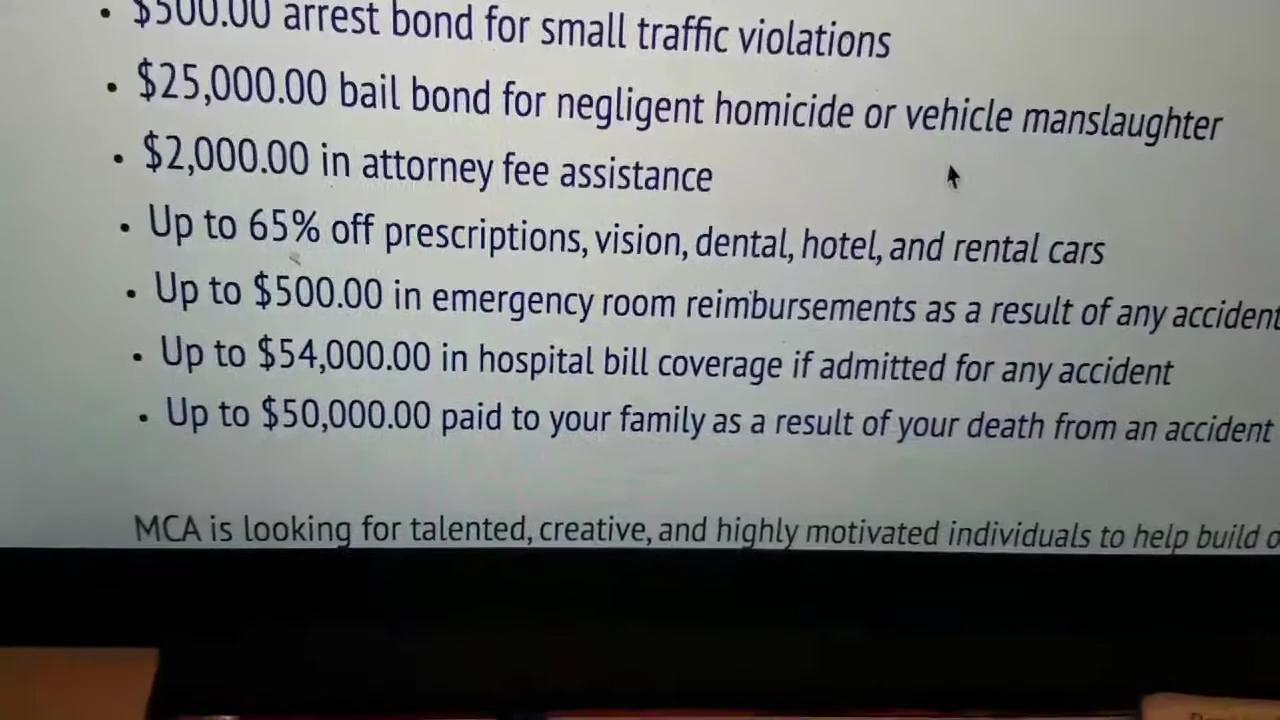 • $500.00 arrest bond for small traffic violations
• $25,000.00 bail bond for negligent homicide or vehicle manslaughter
• $2,000.00 in attorney fee assistance
• Up to 65% off prescriptions, vision, dental, hotel, and rental cars
• Up to $500.00 in emergency room reimbursements as a result of any accident
• Up to $54,000.00 in hospital bill coverage if admitted for any accident
• Up to $50,000.00 paid to your family as a result of your death from an accident
MCA is looking for talented, creative, and highly motivated individuals to help build